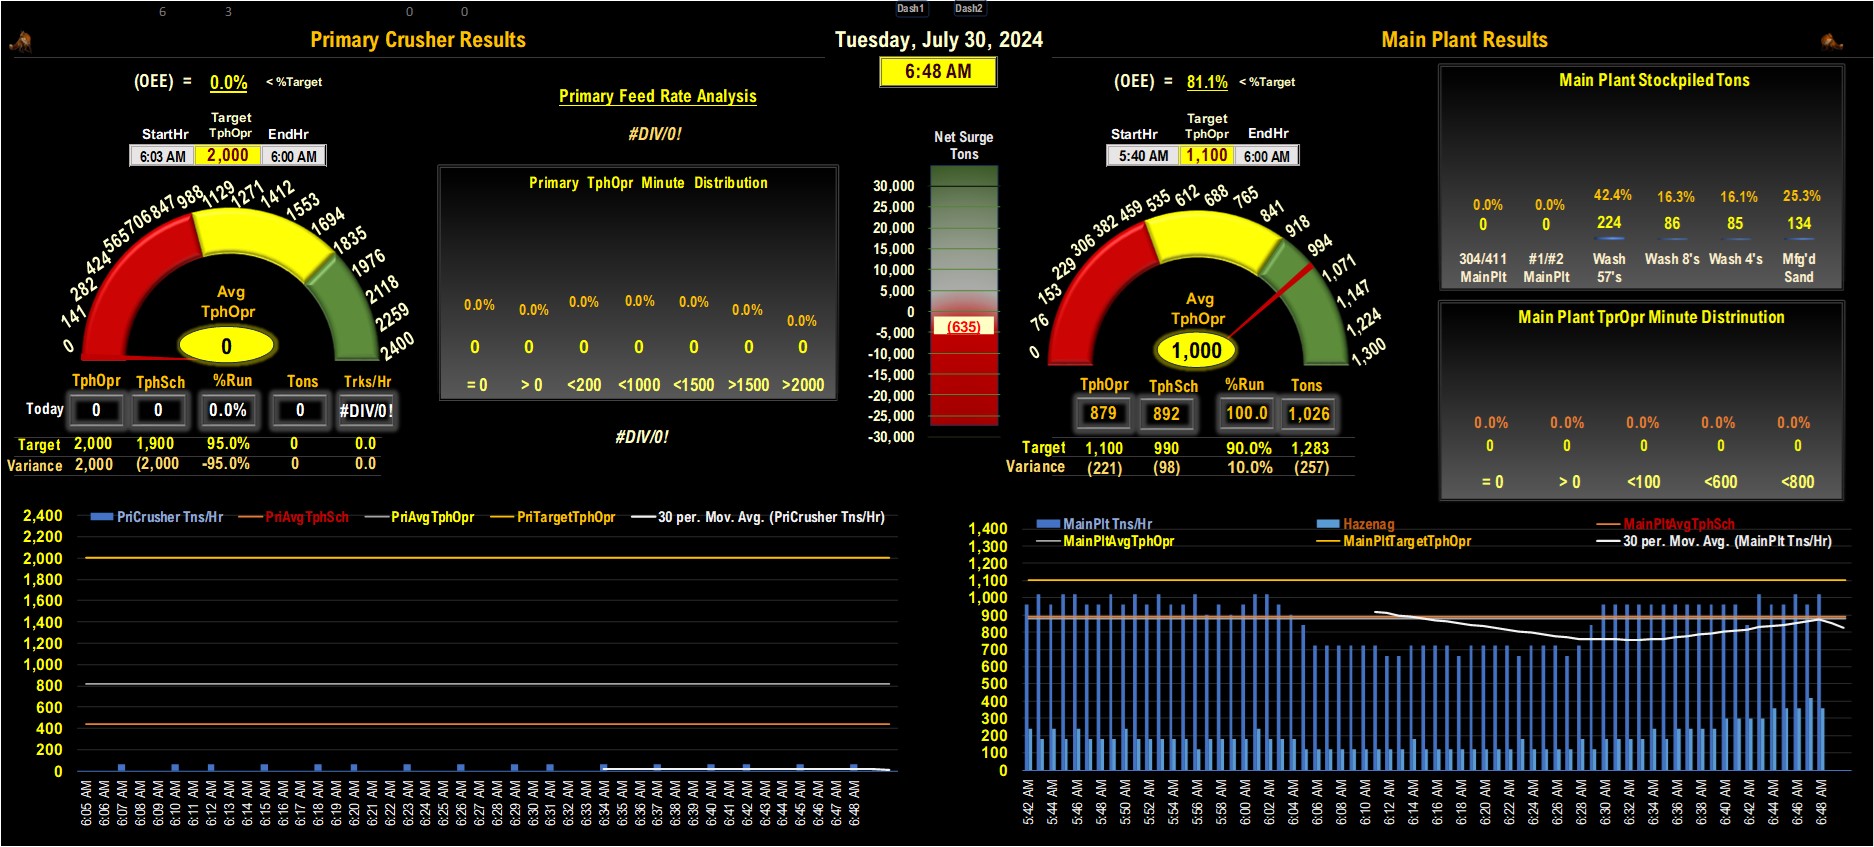 6 3 0 0 Dash1 Dash2
Primary Crusher Results
Tuesday, July 30, 2024
Main Plant Results
6:48 AM
(OEE) = 0.0% < %Target
Target
StartHr TphOpr EndHr
6:03 AM 2,000 6:00 AM
0 141 282 424 565 706 847 988 1129 1271 1412 1553 1694 1835 1976 2118 2259 2400
Avg
TphOpr
0
TphOpr TphSch %Run Tons Trks/Hr
Today 0 0 0.0% 0 #DIV/0!
Target 2,000 1,900 95.0% 0 0.0
Variance 2,000 (2,000 -95.0% 0 0.0
Primary Feed Rate Analysis
#DIV/0!
Primary TphOpr Minute Distribution
0.0% 0.0% 0.0% 0.0% 0.0% 0.0% 0.0%
0 0 0 0 0 0 0
= 0 > 0 <200 <1000 <1500 >1500 >2000
#DIV/0!
Net Surge
Tons
30,000
25,000
20,000
15,000
10,000
5,000
0
(635)
-5,000
-10,000
-15,000
-20,000
-25,000
-30,000
(OEE) = 81.1% < %Target
Target
StartHr TphOpr EndHr
5:40 AM 1,100 6:00 AM
0 76 153 229 306 382 459 535 612 688 765 841 918 994 1,071 1,147 1,224 1,300
Avg
TphOpr
1,000
TphOpr TphSch %Run Tons
879 892 100.0 1,026
Target 1,100 990 90.0% 1,283
Variance (221) (98) 10.0% (257)
Main Plant Stockpiled Tons
0.0% 0.0% 42.4% 16.3% 16.1% 25.3%
0 0 224 86 85 134
304/411 #1/#2 Wash Wash 8's Wash 4's Mfg'd
MainPlt MainPlt 57's Sand
Main Plant TprOpr Minute Distrinution
0.0% 0.0% 0.0% 0.0% 0.0%
0 0 0 0 0
= 0 > 0 <100 <600 <800
PriCrusher Tns/Hr PriAvgTphSch PriAvgTphOpr PriTargetTphOpr 30 per. Mov. Avg. (PriCrusher Tns/Hr)
2,400
2,200
2,000
1,800
1,600
1,400
1,200
1,000
800
600
400
200
0
6:05 AM 6:06 AM 6:07 AM 6:08 AM 6:09 AM 6:10 AM 6:11 AM 6:12 AM 6:13 AM 6:14 AM 6:15 AM 6:16 AM 6:17 AM 6:18 AM 6:19 AM 6:20 AM 6:21 AM 6:22 AM 6:23 AM 6:24 AM 6:25 AM 6:26 AM 6:27 AM 6:28 AM 6:29 AM 6:30 AM 6:31 AM 6:32 AM 6:33 AM 6:34 AM 6:35 AM 6:36 AM 6:37 AM 6:38 AM 6:39 AM 6:40 AM 6:41 AM 6:42 AM 6:43 AM 6:44 AM 6:45 AM 6:46 AM 6:47 AM 6:48 AM
MainPlt Tns/Hr Hazenag MainPltAvgTphSch
MainPltAvgTphOpr MainPltTargetTphOpr 30 per. Mov. Avg. (MainPlt Tns/Hr)
1,400
1,300
1,200
1,100
1,000
900
800
700
600
500
400
300
200
100
0
5:42 AM 5:44 AM 5:46 AM 5:48 AM 5:50 AM 5:52 AM 5:54 AM 5:56 AM 5:58 AM 6:00 AM 6:02 AM 6:04 AM 6:06 AM 6:08 AM 6:10 AM 6:12 AM 6:14 AM 6:16 AM 6:18 AM 6:20 AM 6:22 AM 6:24 AM 6:26 AM 6:28 AM 6:30 AM 6:32 AM 6:34 AM 6:36 AM 6:38 AM 6:40 AM 6:42 AM 6:44 AM 6:46 AM 6:48 AM